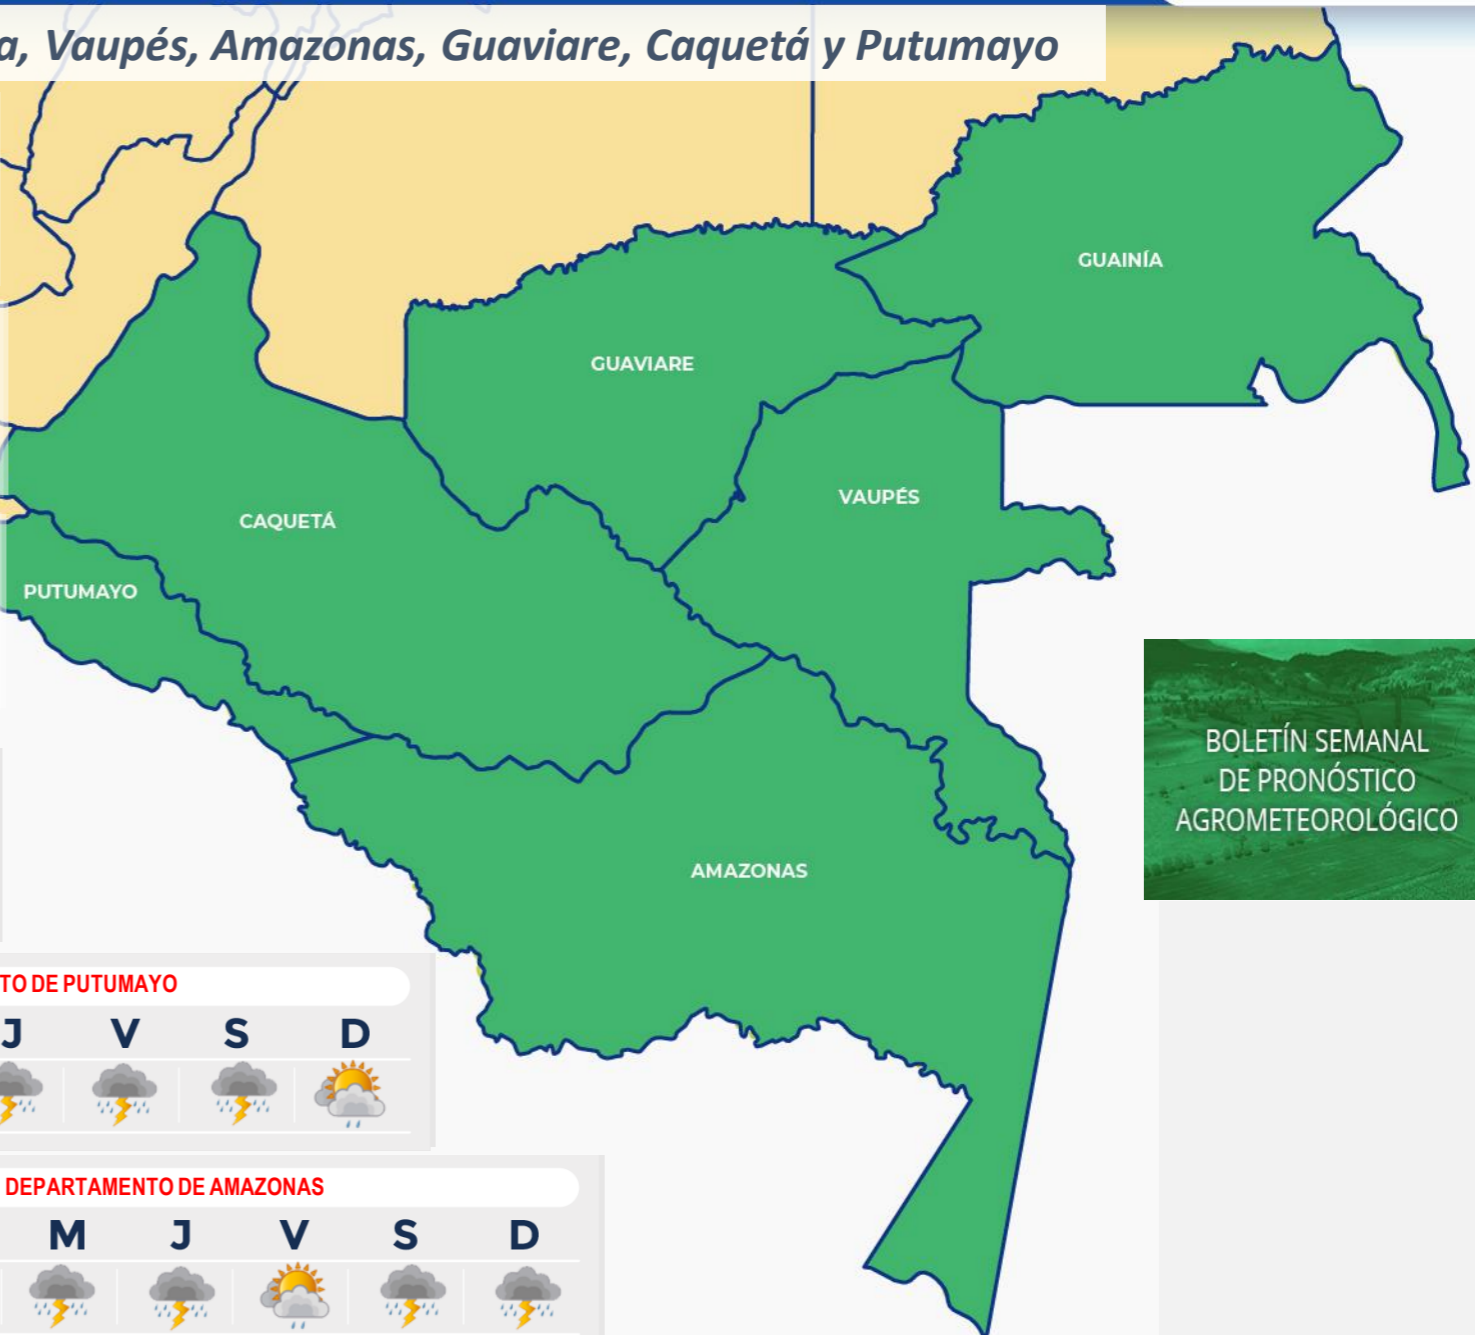 a, Vaupés, Amazonas, Guaviare, Caquetá y Putumayo
GUAINÍA
GUAVIARE
VAUPÉS
CAQUETÁ
PUTUMAYO
BOLETÍN SEMANAL
DE PRONÓSTICO
AGROMETEOROLÓGICO
AMAZONAS
TO DE PUTUMAYO
J V S D
DEPARTAMENTO DE AMAZONAS
M J V S D